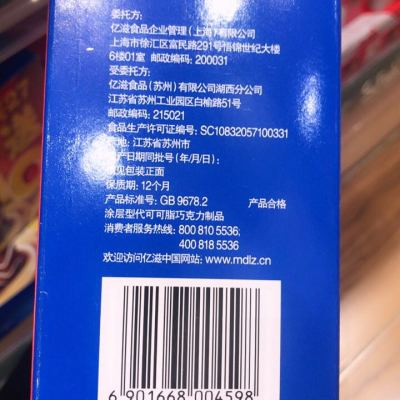 委托方:
亿滋食品企业管理(上海)有限公司
上海市徐汇区富民路291号悟锦世纪大楼
6楼01室 邮政编码: 200031
受委托方:
亿滋食品(苏州)有限公司湖西分公司
江苏省苏州工业园区白榆路51号
邮政编码: 215021
食品生产许可证编号: SC10832057100331
产地: 江苏省苏州市
生产日期同批号(年/月/日):
见包装正面
保质期: 12个月
产品标准号: GB 9678.2 产品合格
涂层型代可可脂巧克力制品
消费者服务热线: 800 810 5536;
400 818 5536
欢迎访问亿滋中国网站: www.mdlz.cn
6 901668 004598